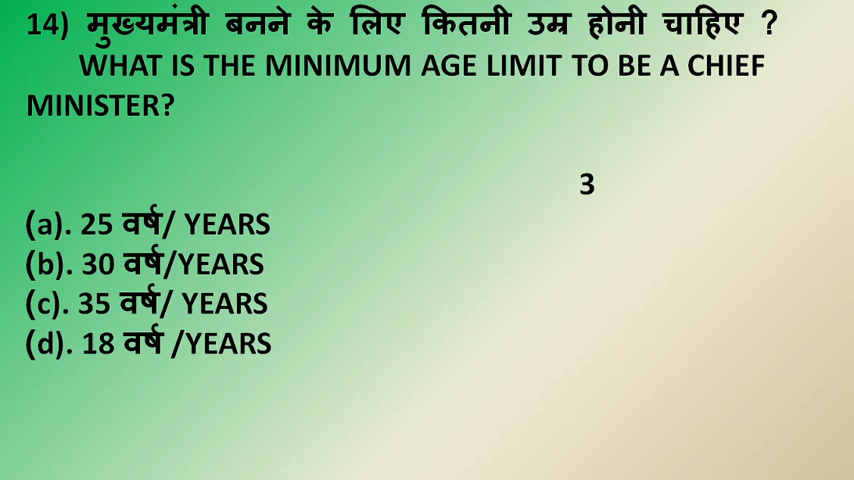 14) मुख्यमंत्री बनने के लिए कितनी उम्र होनी चाहिए ?
WHAT IS THE MINIMUM AGE LIMIT TO BE A CHIEF
MINISTER?
3
(a). 25 वर्ष/ YEARS
(b). 30 वर्ष/YEARS
(c). 35 वर्ष/ YEARS
(d). 18 वर्ष /YEARS